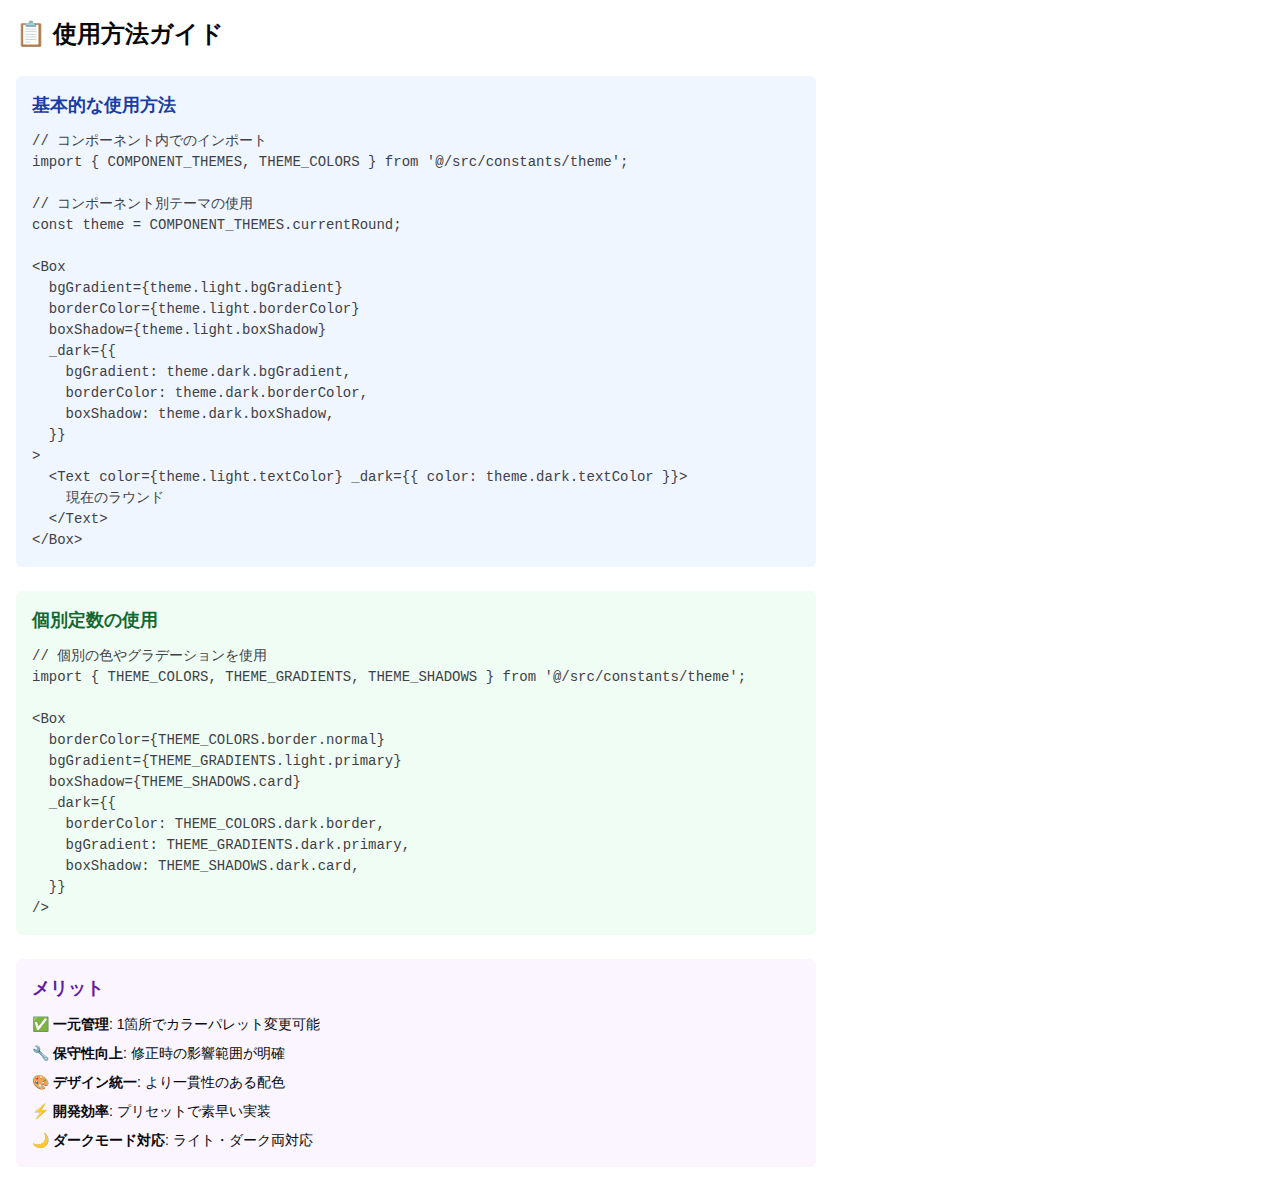 📋 使用方法ガイド
基本的な使用方法
// コンポーネント内でのインポート
import { COMPONENT_THEMES, THEME_COLORS } from '@/src/constants/theme';

// コンポーネント別テーマの使用
const theme = COMPONENT_THEMES.currentRound;

<Box
  bgGradient={theme.light.bgGradient}
  borderColor={theme.light.borderColor}
  boxShadow={theme.light.boxShadow}
  _dark={{
    bgGradient: theme.dark.bgGradient,
    borderColor: theme.dark.borderColor,
    boxShadow: theme.dark.boxShadow,
  }}
>
  <Text color={theme.light.textColor} _dark={{ color: theme.dark.textColor }}>
    現在のラウンド
  </Text>
</Box>
個別定数の使用
// 個別の色やグラデーションを使用
import { THEME_COLORS, THEME_GRADIENTS, THEME_SHADOWS } from '@/src/constants/theme';

<Box
  borderColor={THEME_COLORS.border.normal}
  bgGradient={THEME_GRADIENTS.light.primary}
  boxShadow={THEME_SHADOWS.card}
  _dark={{
    borderColor: THEME_COLORS.dark.border,
    bgGradient: THEME_GRADIENTS.dark.primary,
    boxShadow: THEME_SHADOWS.dark.card,
  }}
/>
メリット
✅ 一元管理: 1箇所でカラーパレット変更可能
🔧 保守性向上: 修正時の影響範囲が明確
🎨 デザイン統一: より一貫性のある配色
⚡ 開発効率: プリセットで素早い実装
🌙 ダークモード対応: ライト・ダーク両対応